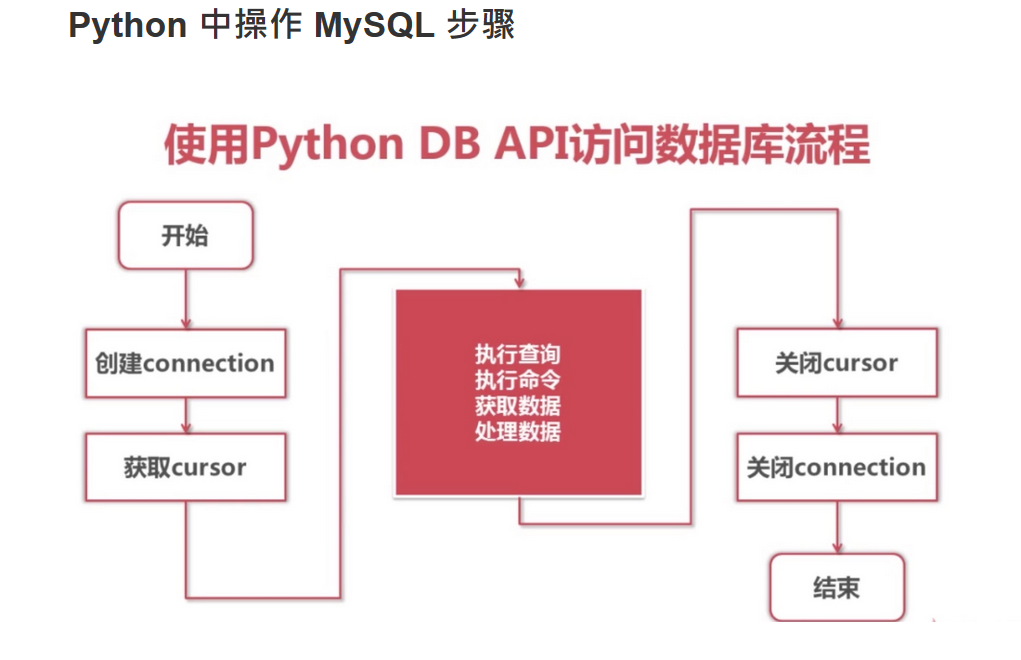 Python 中操作 MySQL 步骤
使用Python DB API访问数据库流程
开始
创建connection
获取cursor
执行查询
执行命令
获取数据
处理数据
关闭cursor
关闭connection
结束